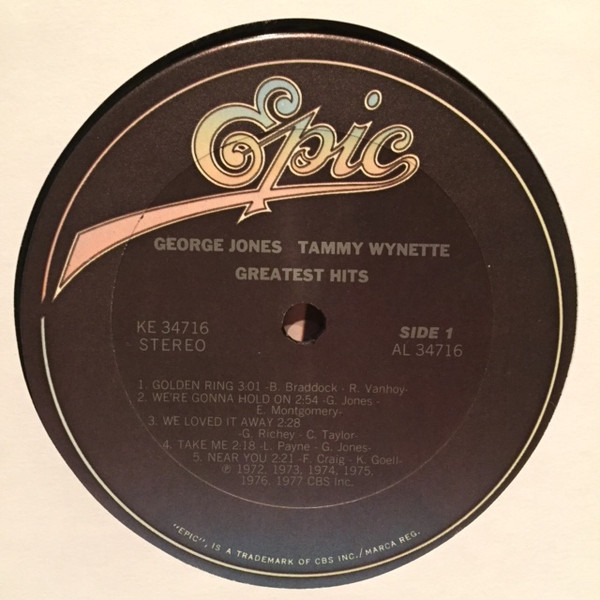 Epic
GEORGE JONES TAMMY WYNETTE
GREATEST HITS
KE 34716
STEREO
SIDE 1
AL 34716
1. GOLDEN RING 3:01 -B. Braddock - R. Vanhoy-
2. WE'RE GONNA HOLD ON 2:54 -G. Jones -
E. Montgomery-
3. WE LOVED IT AWAY 2:28
-G. Richey - C. Taylor-
4. TAKE ME 2:18 -L. Payne - G. Jones-
5. NEAR YOU 2:21 -F. Craig - K. Goell-
℗ 1972, 1973, 1974, 1975,
1976, 1977 CBS Inc.
"EPIC", IS A TRADEMARK OF CBS INC./MARCA REG.